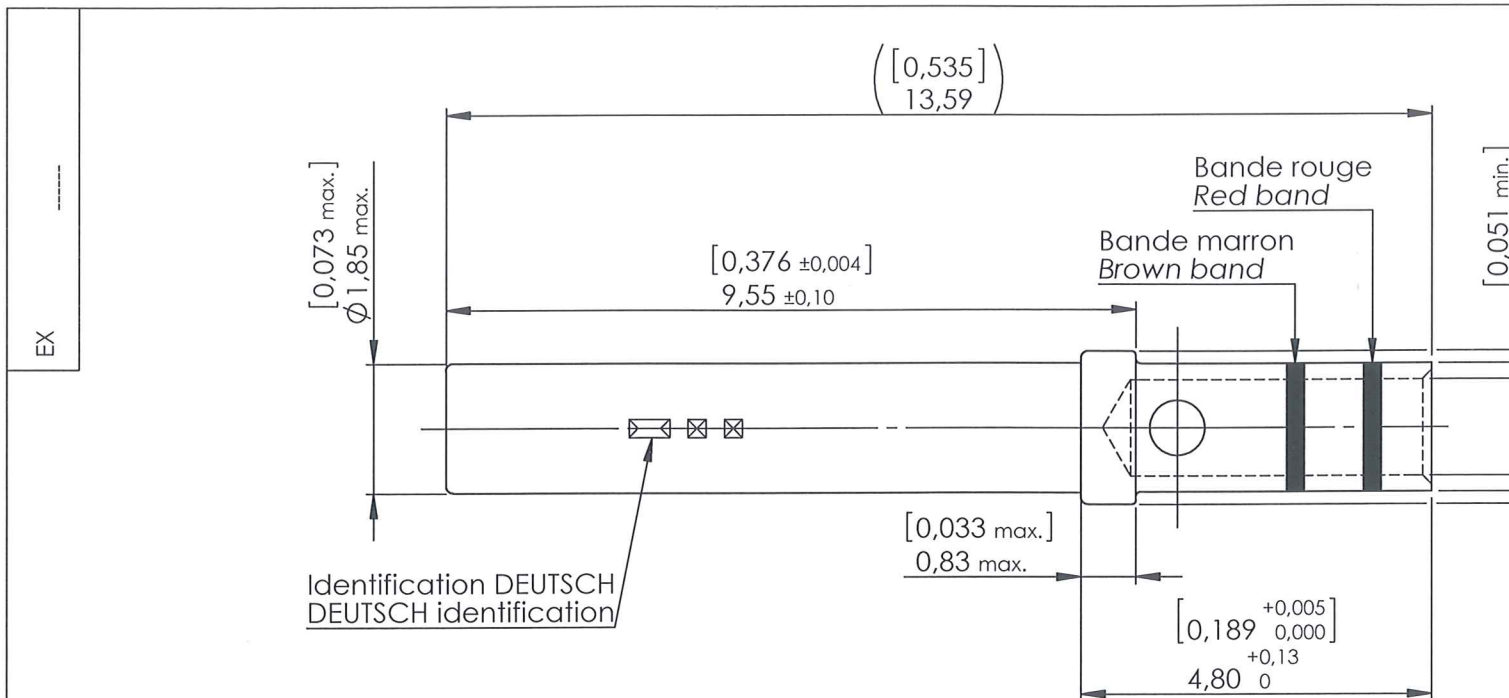 [0,535]
13,59
EX ------
[0,073 max.]
Ø1,85 max.
Bande rouge
Red band
[0,051 min.]
Bande marron
Brown band
[0,376 ±0,004]
9,55 ±0,10
[0,033 max.]
0,83 max.
Identification DEUTSCH
DEUTSCH identification
[0,189 +0,005 0,000]
4,80 +0,13 0